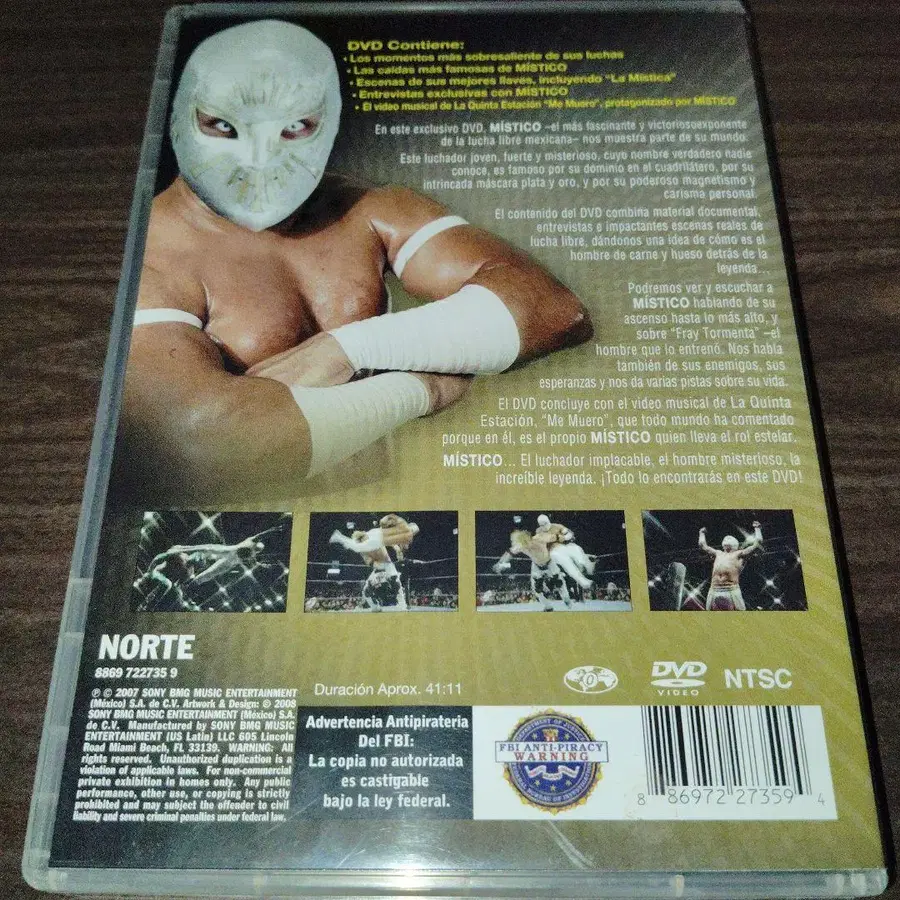 DVD Contiene:
• Los momentos más sobresaliente de sus luchas
• Las caídas más famosas de MÍSTICO
• Escenas de sus mejores llaves, incluyendo "La Mística"
• Entrevistas exclusivas con MÍSTICO
• El video musical de La Quinta Estación "Me Muero", protagonizado por MÍSTICO
En este exclusivo DVD, MÍSTICO –el más fascinante y victoriosoexponente
de la lucha libre mexicana– nos muestra parte de su mundo.
Este luchador joven, fuerte y misterioso, cuyo nombre verdadero nadie
conoce, es famoso por su dominio en el cuadrilátero, por su
intrincada máscara plata y oro, y por su poderoso magnetismo y
carisma personal.
El contenido del DVD combina material documental,
entrevistas e impactantes escenas reales de
lucha libre, dándonos una idea de cómo es el
hombre de carne y hueso detrás de la
leyenda...
Podremos ver y escuchar a
MÍSTICO hablando de su
ascenso hasta lo más alto, y
sobre "Fray Tormenta" –el
hombre que lo entrenó. Nos habla
también de sus enemigos, sus
esperanzas y nos da varias pistas sobre su vida.
El DVD concluye con el video musical de La Quinta
Estación, "Me Muero", que todo mundo ha comentado
porque en él, es el propio MÍSTICO quien lleva el rol estelar.
MÍSTICO... El luchador implacable, el hombre misterioso, la
increíble leyenda. ¡Todo lo encontrarás en este DVD!
NORTE
8869 722735 9
℗ © 2007 SONY BMG MUSIC ENTERTAINMENT
(México) S.A. de C.V. Artwork & Design: ℗ 2008
SONY BMG MUSIC ENTERTAINMENT (México) S.A.
de C.V. Manufactured by SONY BMG MUSIC
ENTERTAINMENT (US Latin) LLC 605 Lincoln
Road Miami Beach, FL 33139. WARNING: All
rights reserved. Unauthorized duplication is a
violation of applicable laws. For non-commercial
private exhibition in homes only. Any public
performance, other use, or copying is strictly
prohibited and may subject the offender to civil
liability and severe criminal penalties under federal law.
Duración Aprox. 41:11
0
DVD
VIDEO
NTSC
Advertencia Antipirateria
Del FBI:
La copia no autorizada
es castigable
bajo la ley federal.
DEPARTMENT OF JUSTICE
FBI ANTI-PIRACY
WARNING
FEDERAL BUREAU OF INVESTIGATION
8 86972 27359 4